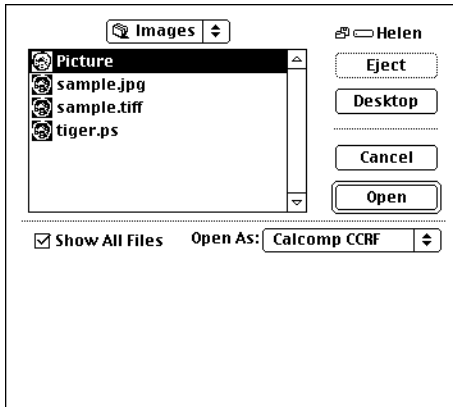 Images
Helen
Picture
sample.jpg
sample.tiff
tiger.ps
Eject
Desktop
Cancel
Open
Show All Files
Open As: Calcomp CCRF